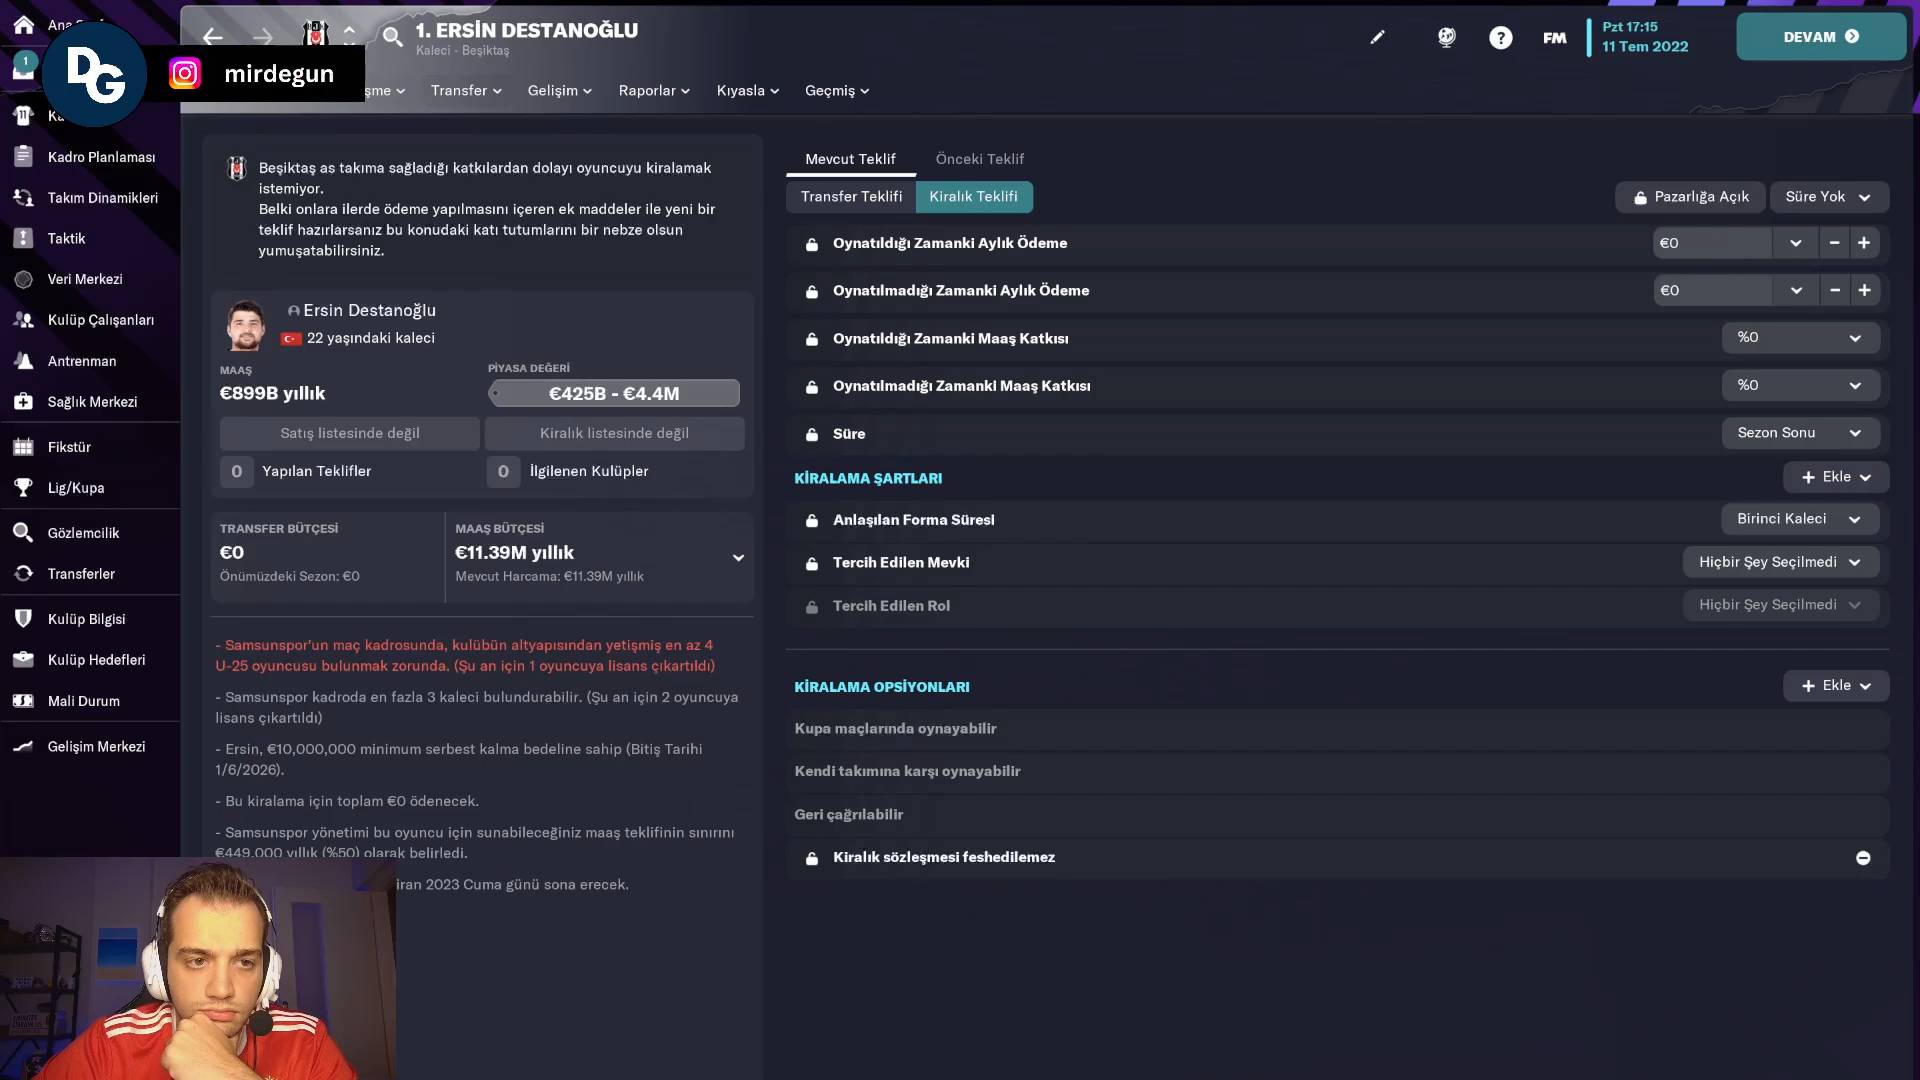 Ana
1
DG
mirdegun
1. ERSİN DESTANOĞLU
Kaleci - Beşiktaş
FM
Pzt 17:15
11 Tem 2022
DEVAM
Transfer
Gelişim
Raporlar
Kıyasla
Geçmiş
Kadro Planlaması
Takım Dinamikleri
Taktik
Veri Merkezi
Kulüp Çalışanları
Antrenman
Sağlık Merkezi
Fikstür
Lig/Kupa
Gözlemcilik
Transferler
Kulüp Bilgisi
Kulüp Hedefleri
Mali Durum
Gelişim Merkezi
Beşiktaş as takıma sağladığı katkılardan dolayı oyuncuyu kiralamak
istemiyor.
Belki onlara ilerde ödeme yapılmasını içeren ek maddeler ile yeni bir
teklif hazırlarsanız bu konudaki katı tutumlarını bir nebze olsun
yumuşatabilirsiniz.
Ersin Destanoğlu
22 yaşındaki kaleci
MAAŞ
€899B yıllık
PİYASA DEĞERİ
€425B - €4.4M
Satış listesinde değil
Kiralık listesinde değil
0 Yapılan Teklifler
0 İlgilenen Kulüpler
TRANSFER BÜTÇESİ
€0
Önümüzdeki Sezon: €0
MAAŞ BÜTÇESİ
€11.39M yıllık
Mevcut Harcama: €11.39M yıllık
- Samsunspor'un maç kadrosunda, kulübün altyapısından yetişmiş en az 4
U-25 oyuncusu bulunmak zorunda. (Şu an için 1 oyuncuya lisans çıkartıldı)
- Samsunspor kadroda en fazla 3 kaleci bulundurabilir. (Şu an için 2 oyuncuya
lisans çıkartıldı)
- Ersin, €10,000,000 minimum serbest kalma bedeline sahip (Bitiş Tarihi
1/6/2026).
- Bu kiralama için toplam €0 ödenecek.
- Samsunspor yönetimi bu oyuncu için sunabileceğiniz maaş teklifinin sınırını
€449,000 yıllık (%50) olarak belirledi.
iran 2023 Cuma günü sona erecek.
Mevcut Teklif
Önceki Teklif
Transfer Teklifi
Kiralık Teklifi
Pazarlığa Açık
Süre Yok
Oynatıldığı Zamanki Aylık Ödeme
€0
Oynatılmadığı Zamanki Aylık Ödeme
€0
Oynatıldığı Zamanki Maaş Katkısı
%0
Oynatılmadığı Zamanki Maaş Katkısı
%0
Süre
Sezon Sonu
KİRALAMA ŞARTLARI
Ekle
Anlaşılan Forma Süresi
Birinci Kaleci
Tercih Edilen Mevki
Hiçbir Şey Seçilmedi
Tercih Edilen Rol
Hiçbir Şey Seçilmedi
KİRALAMA OPSİYONLARI
Ekle
Kupa maçlarında oynayabilir
Kendi takımına karşı oynayabilir
Geri çağrılabilir
Kiralık sözleşmesi feshedilemez